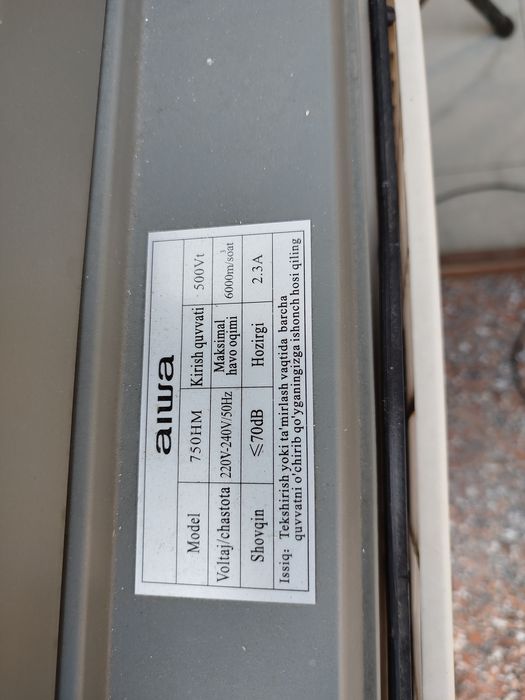 aiwa
Model 750HM Kirish quvvati 500Vt
Voltaj/chastota 220V-240V/50Hz Maksimal havo oqimi 6000m³/soat
Shovqin ≤70dB Hozirgi 2.3A
Issiq: Tekshirish yoki ta'mirlash vaqtida barcha
quvvatni o'chirib qo'yganingizga ishonch hosi qiling